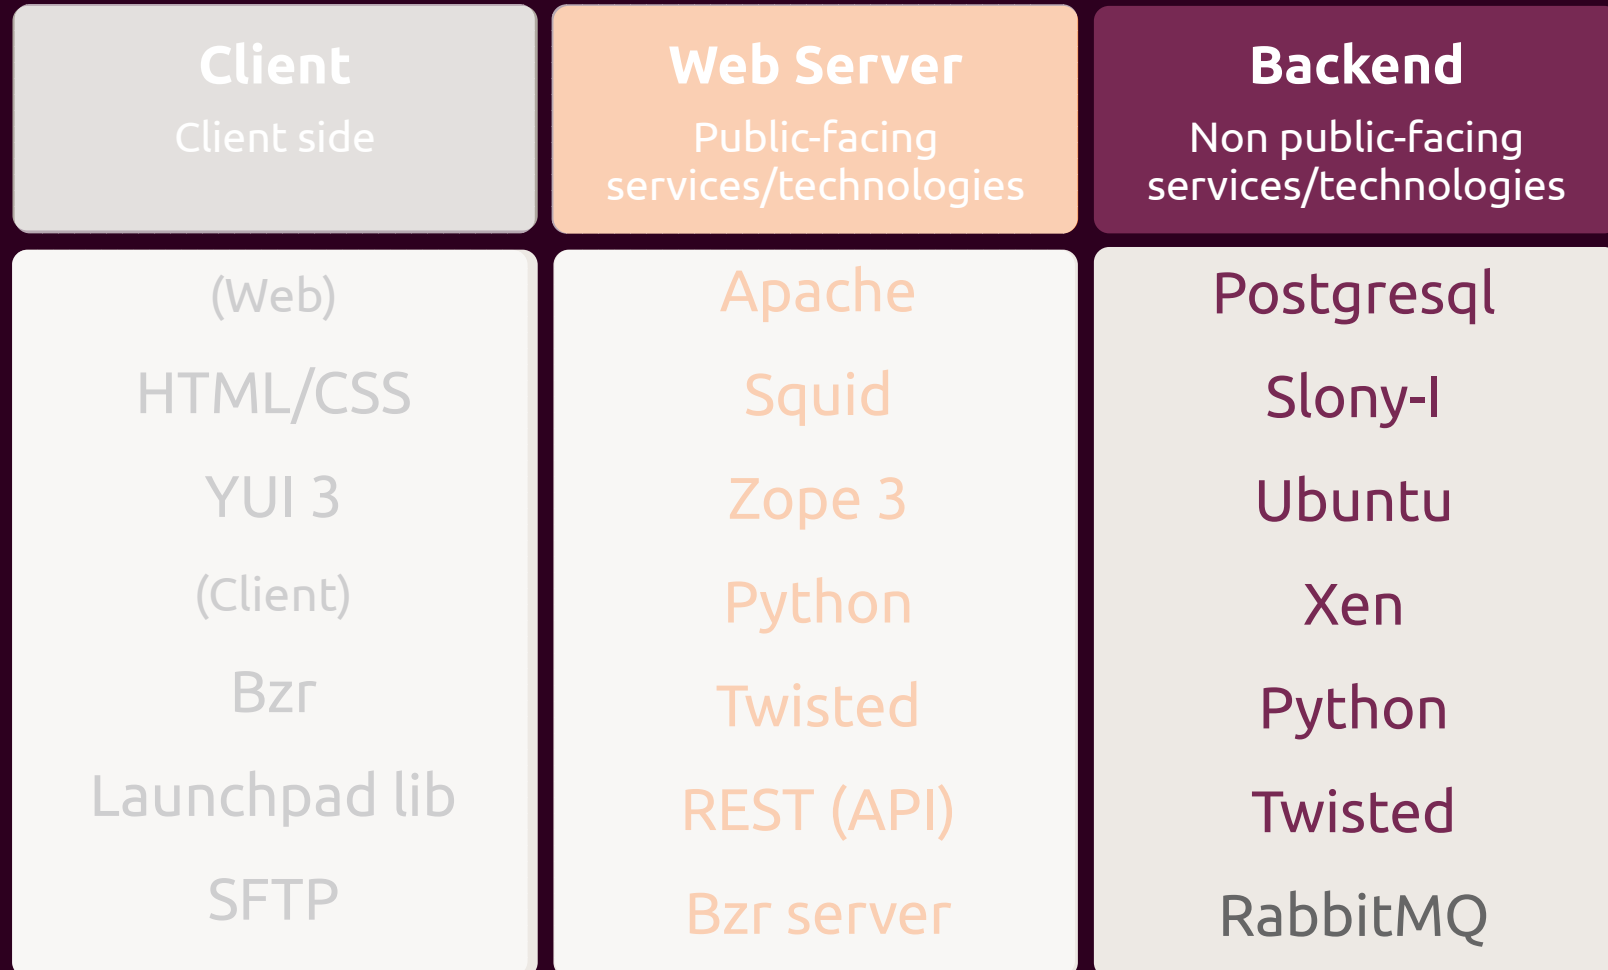 Client
Client side
(Web)
HTML/CSS
YUI 3
(Client)
Bzr
Launchpad lib
SFTP
Web Server
Public-facing
services/technologies
Apache
Squid
Zope 3
Python
Twisted
REST (API)
Bzr server
Backend
Non public-facing
services/technologies
Postgresql
Slony-I
Ubuntu
Xen
Python
Twisted
RabbitMQ